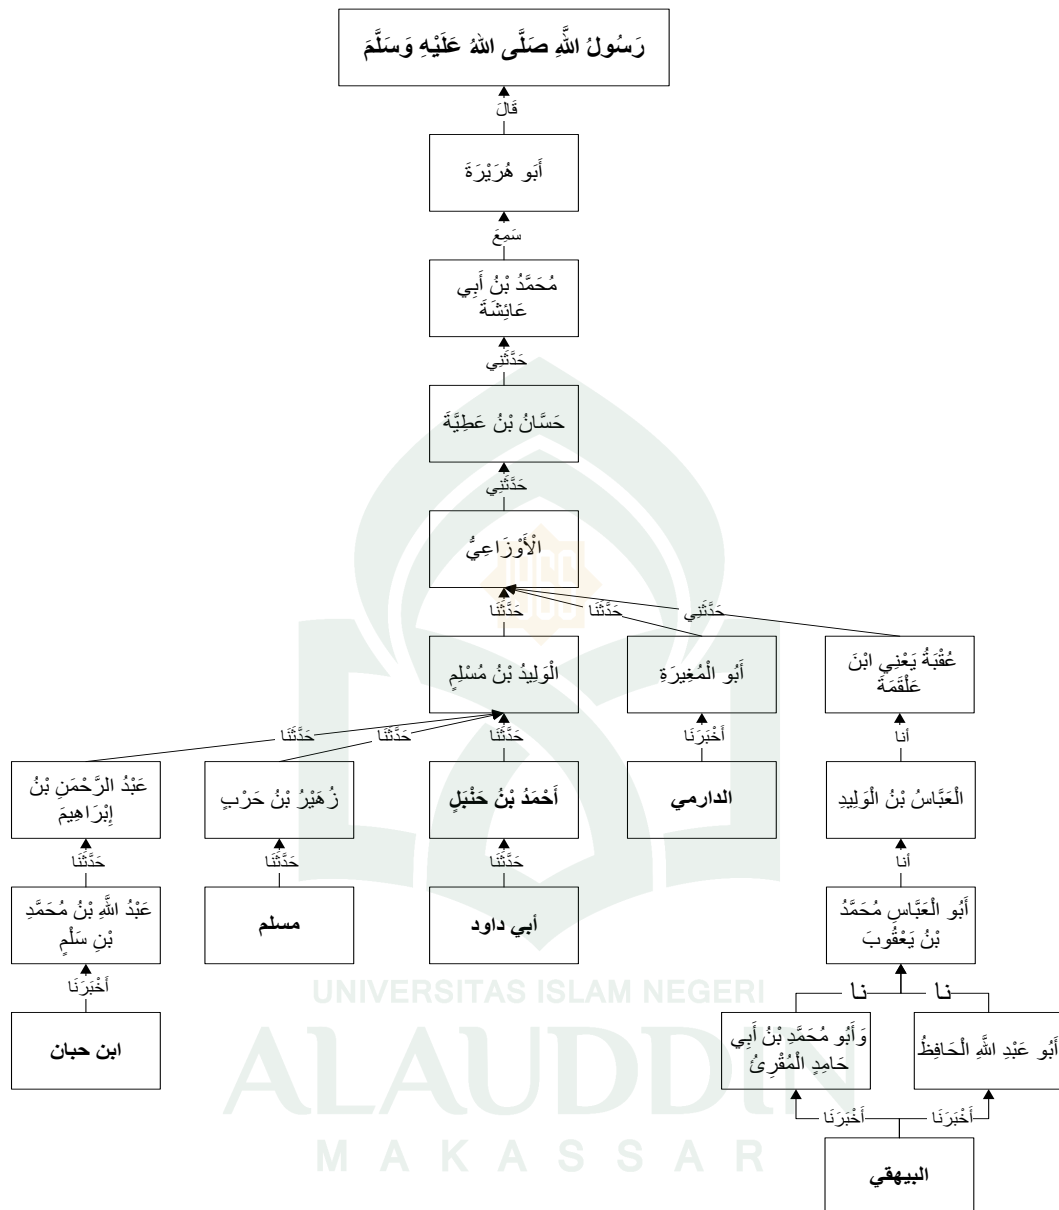 رَسُولُ اللَّهِ صَلَّى اللهُ عَلَيْهِ وَسَلَّمَ
قَالَ
أَبُو هُرَيْرَةَ
سَمِعَ
مُحَمَّدُ بْنُ أَبِي
عَائِشَةَ
حَدَّثَنِي
حَسَّانُ بْنُ عَطِيَّةَ
حَدَّثَنِي
الْأَوْزَاعِيُّ
حَدَّثَنِي
حَدَّثَنَا
حَدَّثَنَا
عُقْبَةُ يَعْنِي ابْنَ
عَلْقَمَةَ
أَبُو الْمُغِيرَةِ
الْوَلِيدُ بْنُ مُسْلِمٍ
أنا
أَخْبَرَنَا
حَدَّثَنَا
حَدَّثَنَا
حَدَّثَنَا
الْعَبَّاسُ بْنُ الْوَلِيدِ
الدارمي
أَحْمَدُ بْنُ حَنْبَلٍ
زُهَيْرُ بْنُ حَرْبٍ
عَبْدُ الرَّحْمَنِ بْنُ
إِبْرَاهِيمَ
أنا
حَدَّثَنَا
حَدَّثَنَا
حَدَّثَنَا
أَبُو الْعَبَّاسِ مُحَمَّدُ
بْنُ يَعْقُوبَ
أبي داود
مسلم
عَبْدُ اللَّهِ بْنُ مُحَمَّدِ
بْنِ سَلْمٍ
نا
نا
أَخْبَرَنَا
UNIVERSITAS ISLAM NEGERI
أَبُو عَبْدِ اللَّهِ الْحَافِظُ
وَأَبُو مُحَمَّدِ بْنُ أَبِي
حَامِدٍ الْمُقْرِئُ
ابن حبان
ALAUDDIN
أَخْبَرَنَا
أَخْبَرَنَا
MAKASSAR
البيهقي